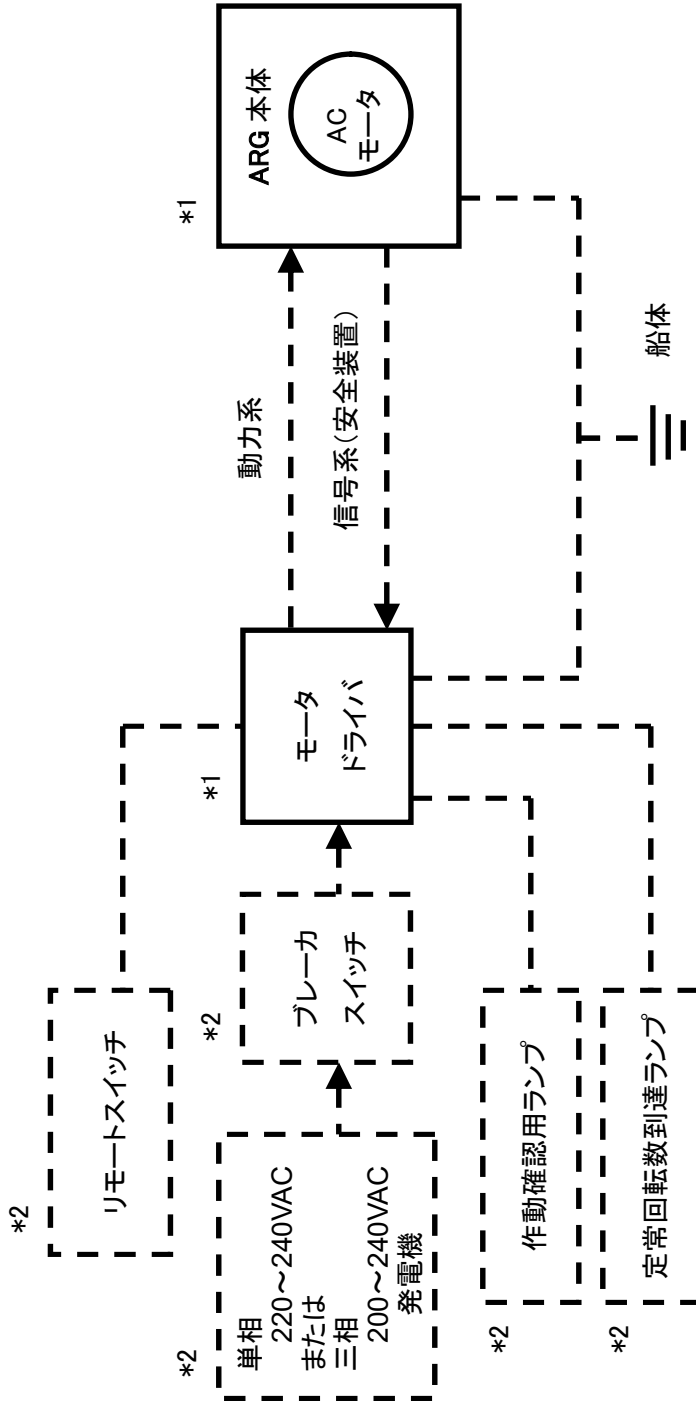 *2
リモートスイッチ
*2
単相
220～240VAC
または
三相
200～240VAC
発電機
*2
ブレーカ
スイッチ
*1
モータ
ドライバ
動力系
信号系(安全装置)
*1
ARG 本体
AC
モータ
*2
作動確認用ランプ
*2
定常回転数到達ランプ
船体